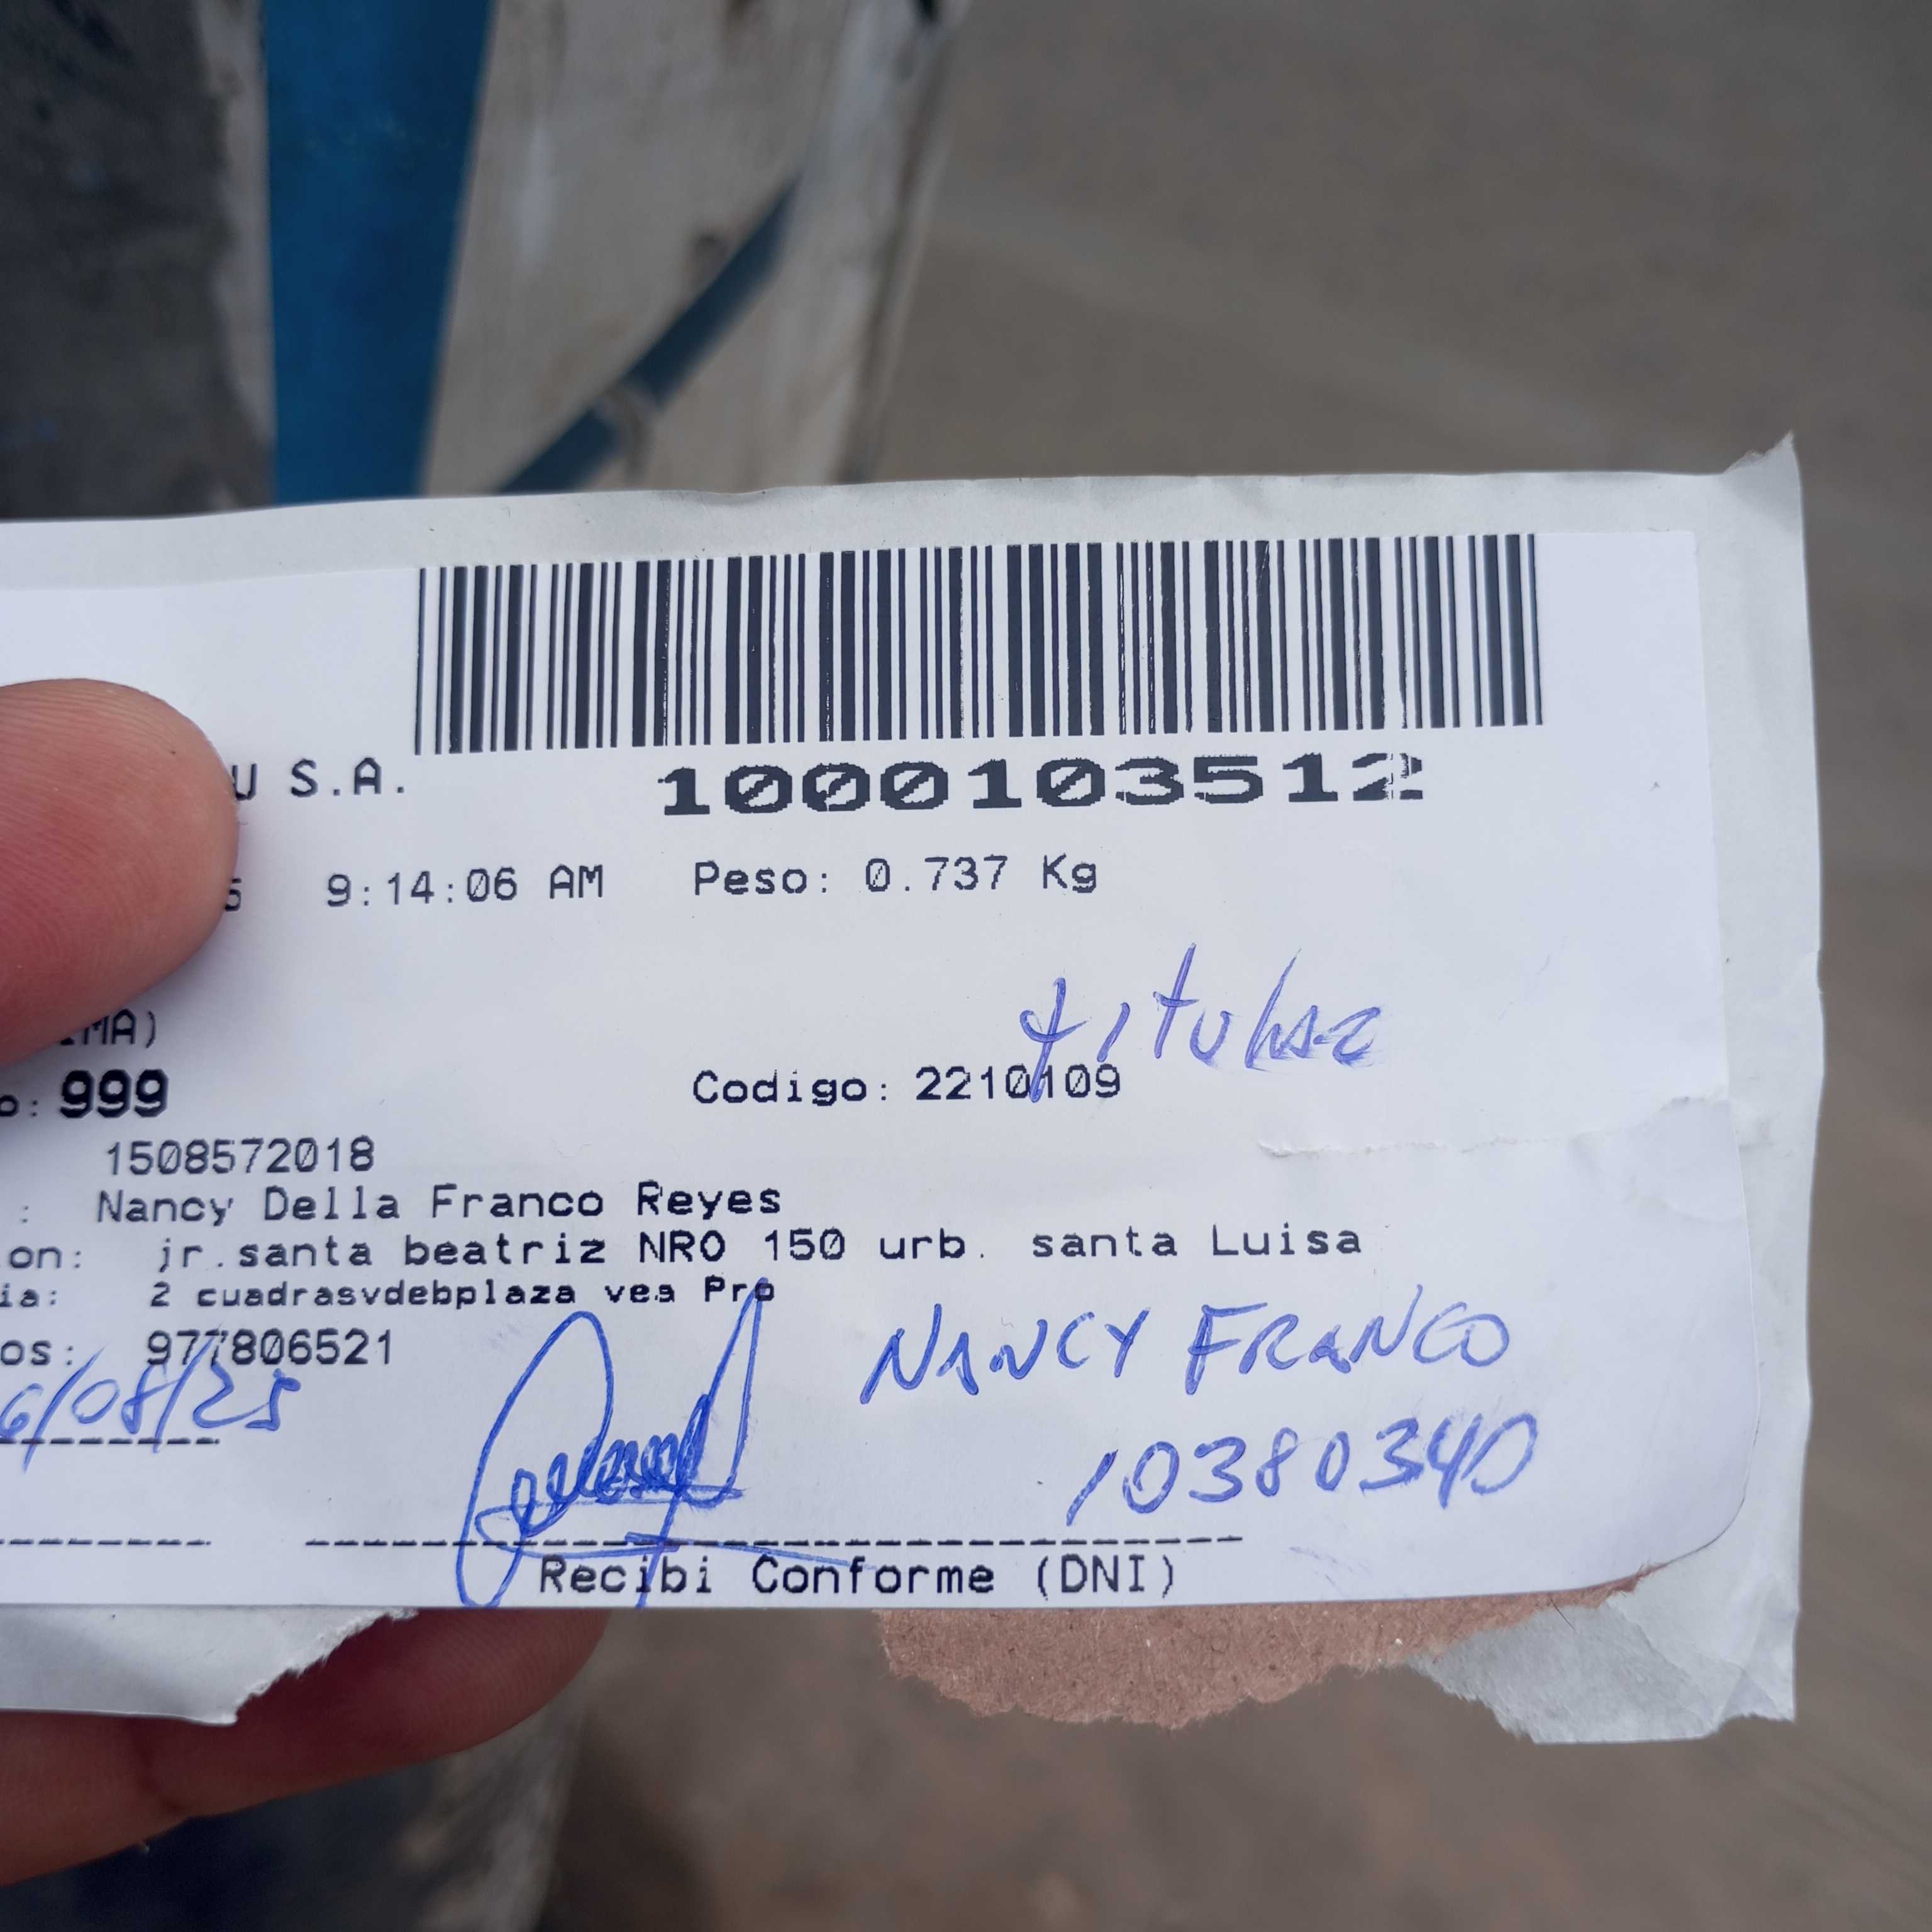 U S.A.
1000103512
9:14:06 AM Peso: 0.737 Kg
titular
MA)
o: 999 Codigo: 2210109
1508572018
: Nancy Della Franco Reyes
on: jr.santa beatriz NRO 150 urb. santa Luisa
ia: 2 cuadrasvdebplaza vea Pro
os: 977806521
NANCY FRANCO
6/08/25
10380340
Recibi Conforme (DNI)